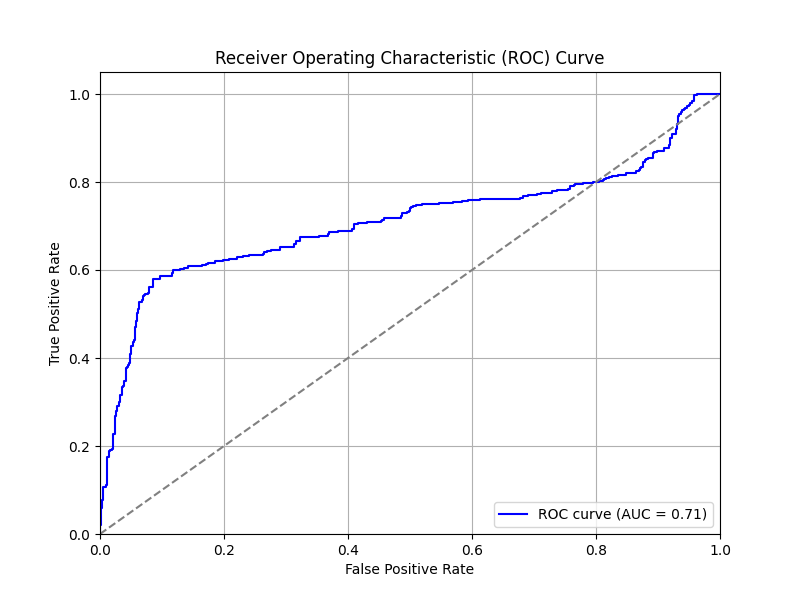 Receiver Operating Characteristic (ROC) Curve
1.0
0.8
0.6
0.4
0.2
0.0
True Positive Rate
ROC curve (AUC = 0.71)
0.0 0.2 0.4 0.6 0.8 1.0
False Positive Rate